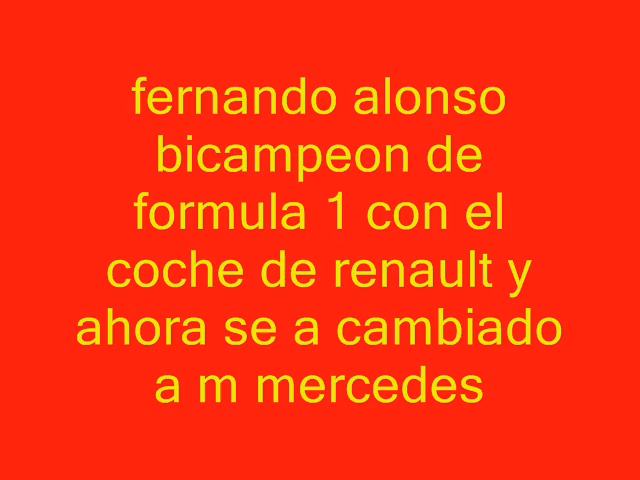 fernando alonso
bicampeon de
formula 1 con el
coche de renault y
ahora se a cambiado
a m mercedes